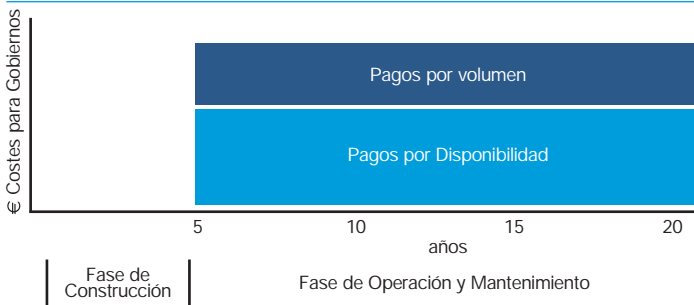 € Costes para Gobiernos
Pagos por volumen
Pagos por Disponibilidad
5 10 15 20
años
Fase de
Construcción
Fase de Operación y Mantenimiento